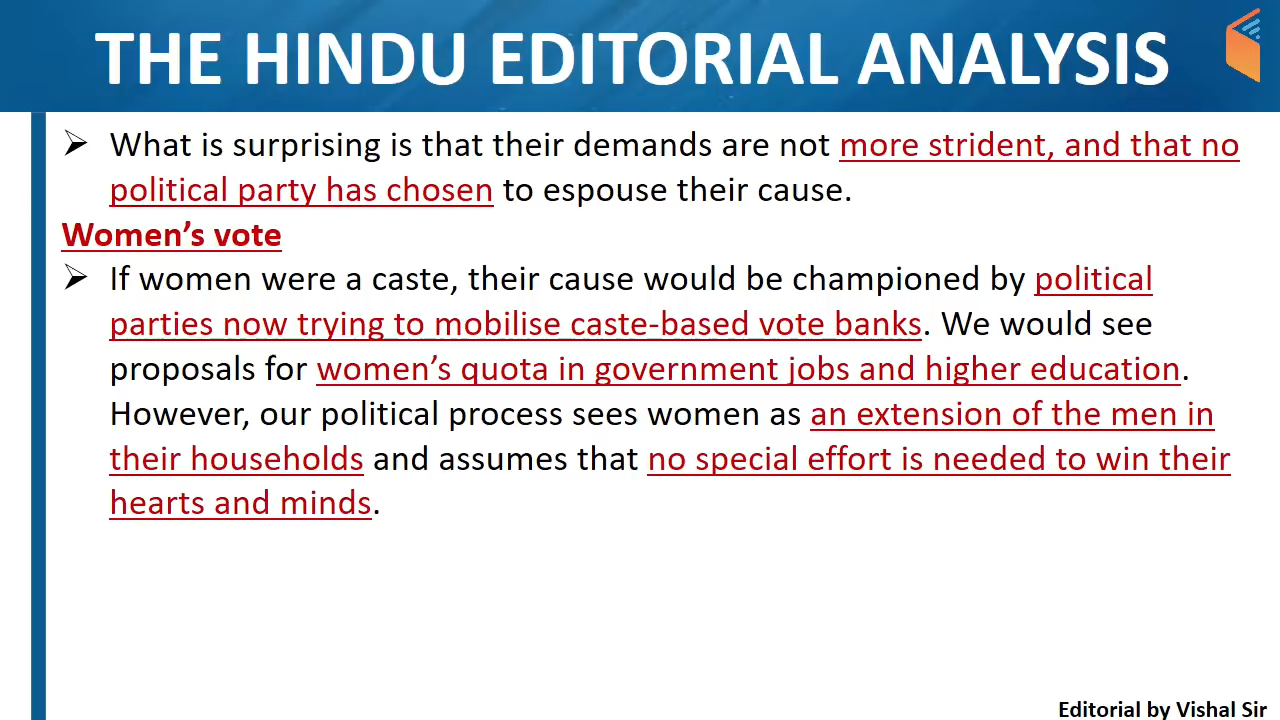 THE HINDU EDITORIAL ANALYSIS
➢ What is surprising is that their demands are not more strident, and that no
political party has chosen to espouse their cause.
Women’s vote
➢ If women were a caste, their cause would be championed by political
parties now trying to mobilise caste-based vote banks. We would see
proposals for women’s quota in government jobs and higher education.
However, our political process sees women as an extension of the men in
their households and assumes that no special effort is needed to win their
hearts and minds.
Editorial by Vishal Sir